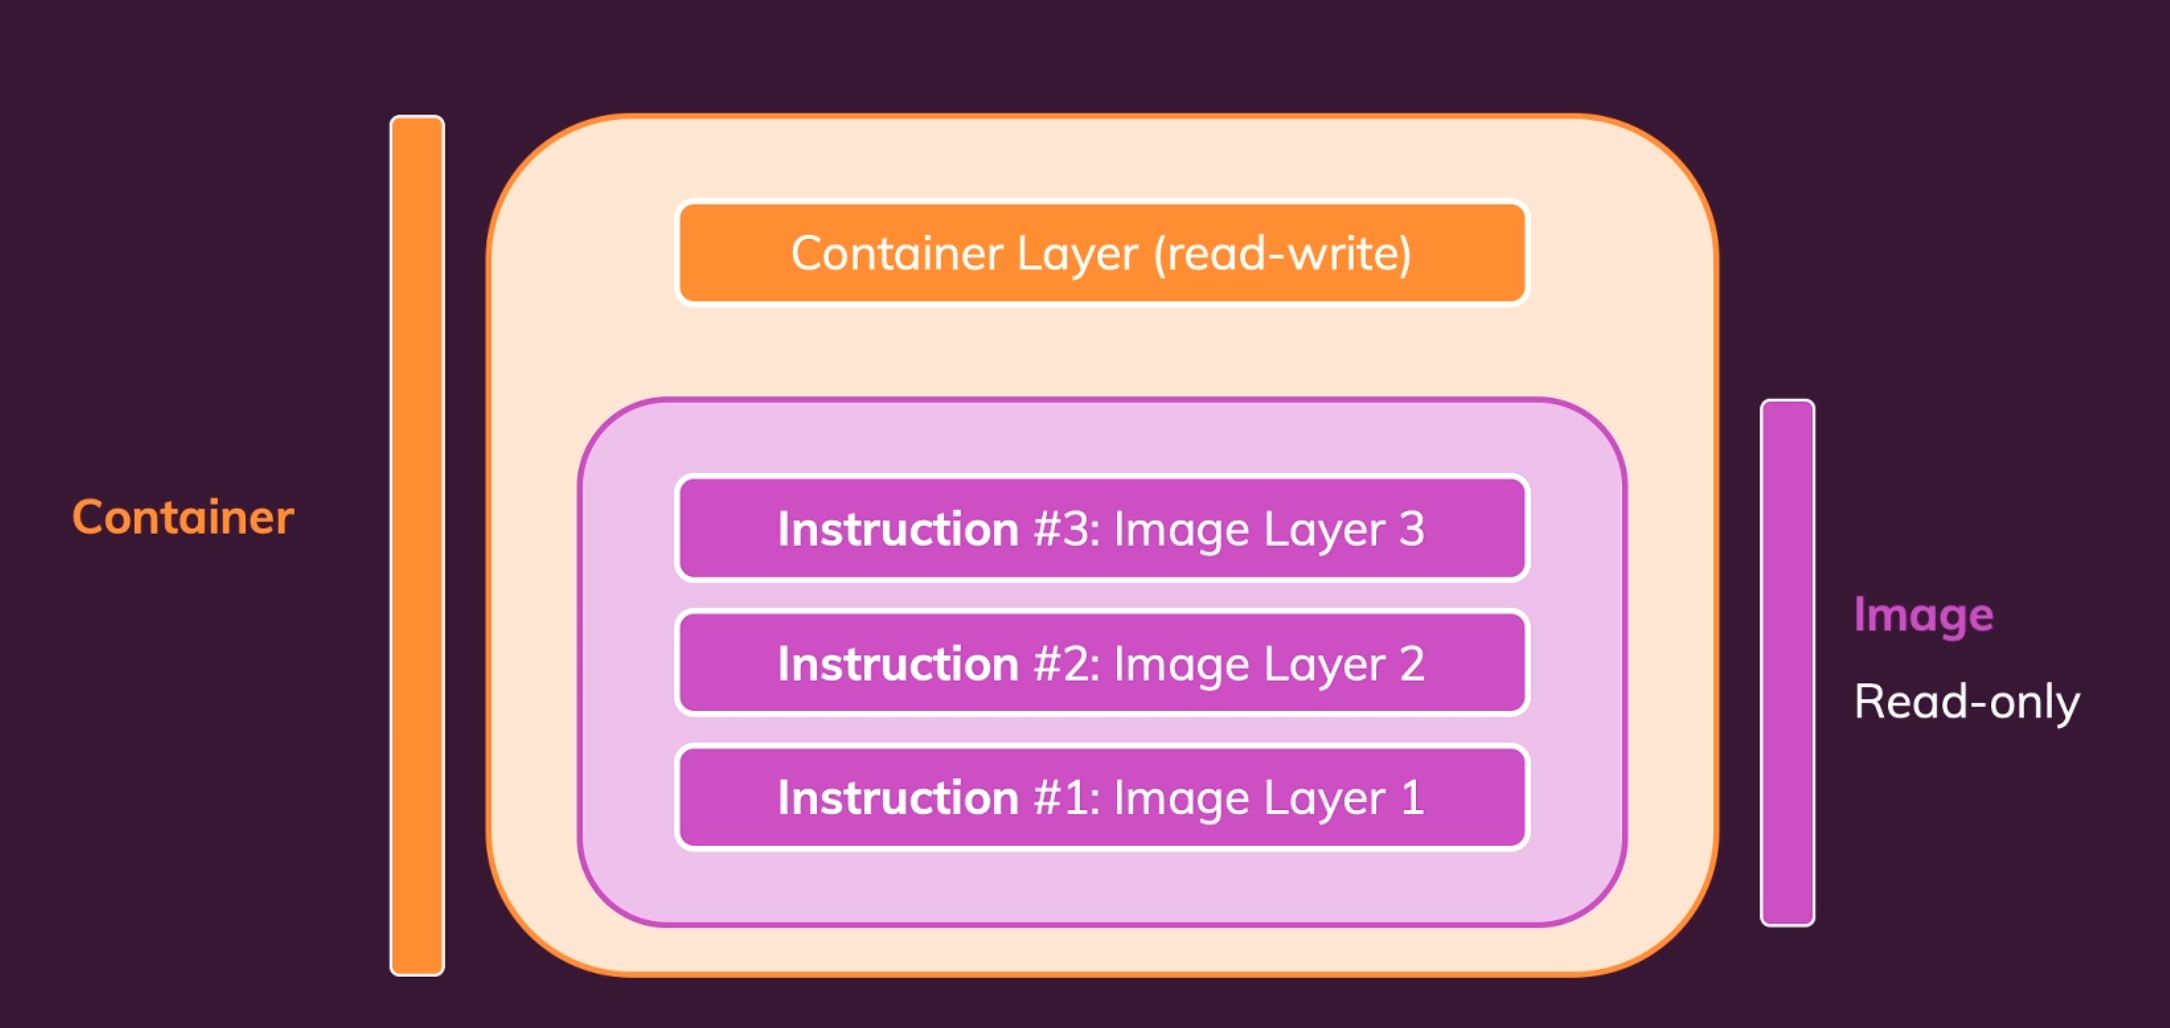 Container Layer (read-write)
Instruction #3: Image Layer 3
Container
Image
Instruction #2: Image Layer 2
Read-only
Instruction #1: Image Layer 1